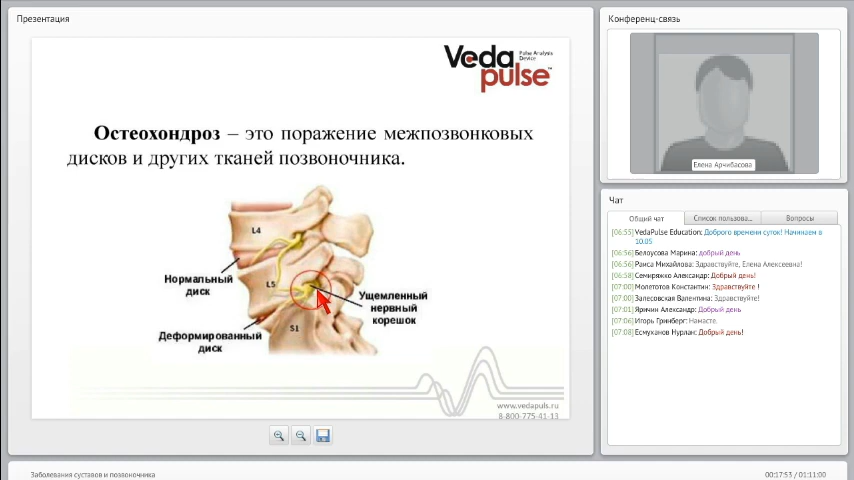 Презентация
Veda
Pulse Analysis
Device
pulse™
Остеохондроз – это поражение межпозвонковых
дисков и других тканей позвоночника.
L4
Нормальный
диск
L5
Ущемленный
нервный
корешок
S1
Деформированный
диск
www.vedapuls.ru
8-800-775-41-13
Конференц-связь
Елена Арчибасова
Чат
Общий чат
Список пользова...
Вопросы
[06:55] VedaPulse Education: Доброго времени суток! Начинаем в
10:05
[06:56] Белоусова Марина: добрый день
[06:56] Раиса Михайлова: Здравствуйте, Елена Алексеевна!
[06:58] Семиряжко Александр: Добрый день!
[07:00] Молетотов Константин: Здравствуйте !
[07:00] Залесовская Валентина: Здравствуйте!
[07:01] Яричин Александр: Добрый день
[07:06] Игорь Гринберг: Намасте,
[07:08] Есмуханов Нурлан: Добрый день!
Заболевания суставов и позвоночника
00:17:53 / 01:11:00